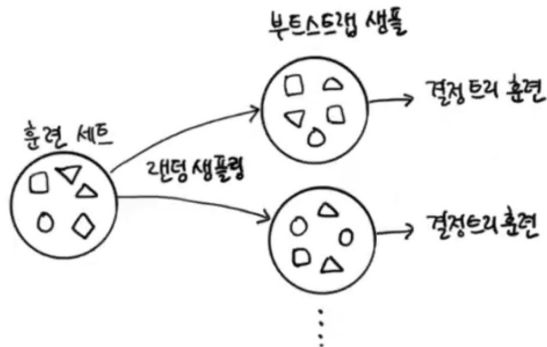 부트스트랩 샘플
결정트리 훈련
훈련 세트
랜덤 샘플링
결정트리 훈련